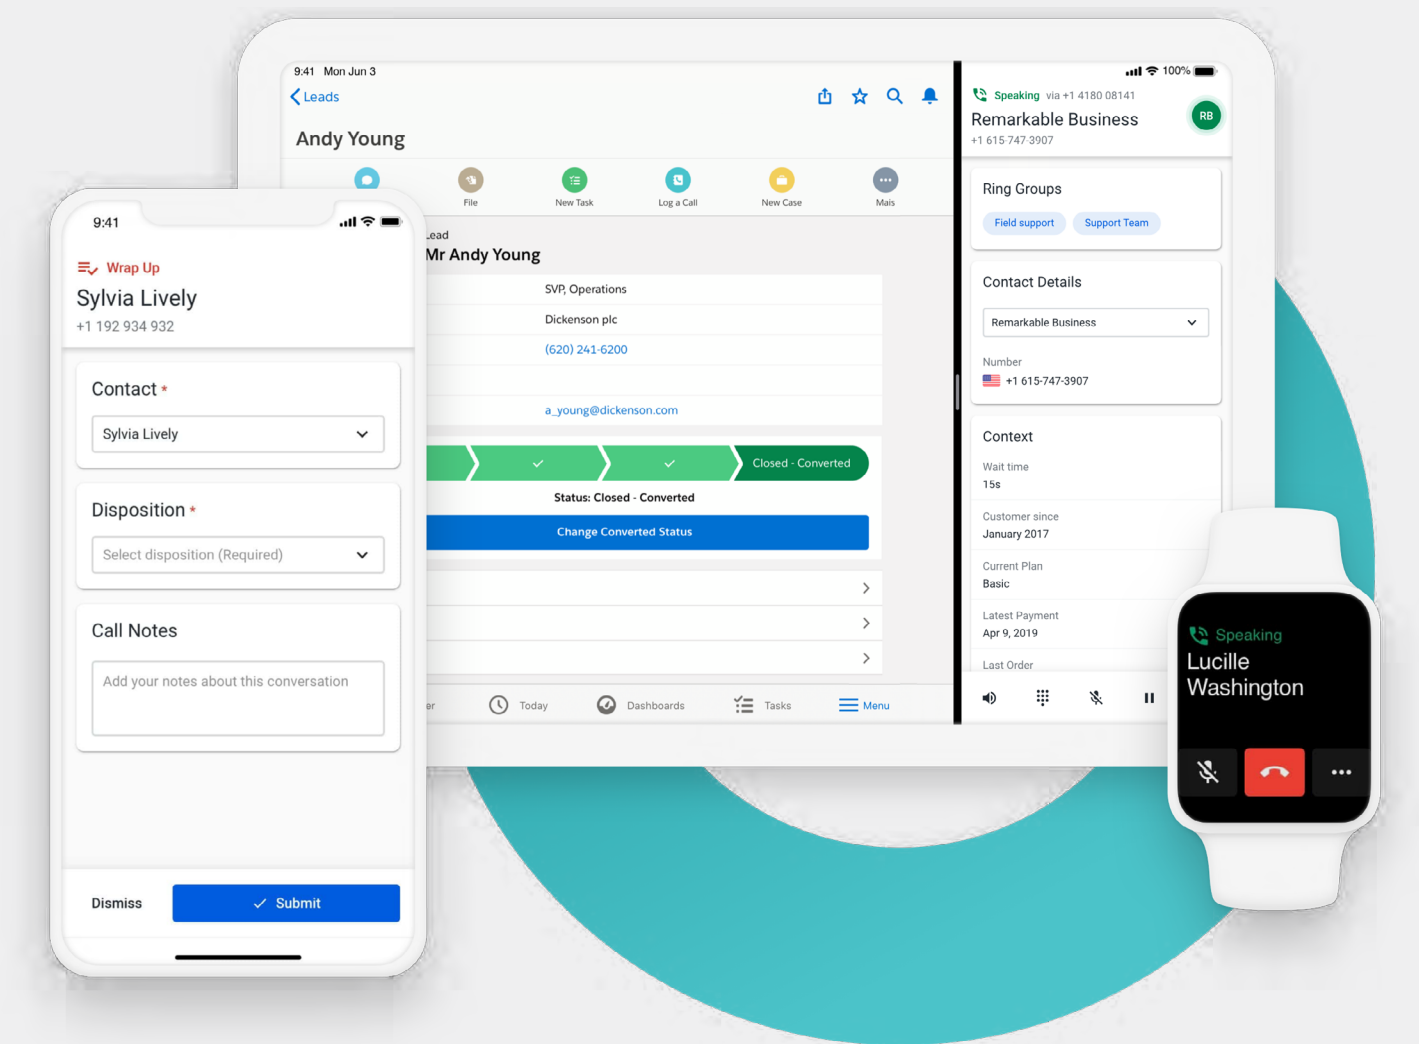 9:41 Mon Jun 3
Leads
Andy Young
File
New Task
Log a Call
New Case
Mais
Lead
Mr Andy Young
SVP, Operations
Dickenson plc
(620) 241-6200
a_young@dickenson.com
Closed - Converted
Status: Closed - Converted
Change Converted Status
er
Today
Dashboards
Tasks
Menu
100%
Speaking via +1 4180 08141
Remarkable Business
+1 615-747-3907
RB
Ring Groups
Field support
Support Team
Contact Details
Remarkable Business
Number
+1 615-747-3907
Context
Wait time
15s
Customer since
January 2017
Current Plan
Basic
Latest Payment
Apr 9, 2019
Last Order
9:41
Wrap Up
Sylvia Lively
+1 192 934 932
Contact *
Sylvia Lively
Disposition *
Select disposition (Required)
Call Notes
Add your notes about this conversation
Dismiss
Submit
Speaking
Lucille
Washington